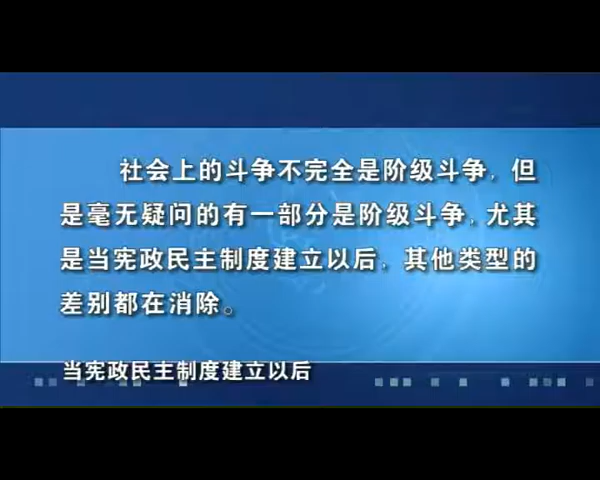 社会上的斗争不完全是阶级斗争，但
是毫无疑问的有一部分是阶级斗争，尤其
是当宪政民主制度建立以后，其他类型的
差别都在消除。
当宪政民主制度建立以后